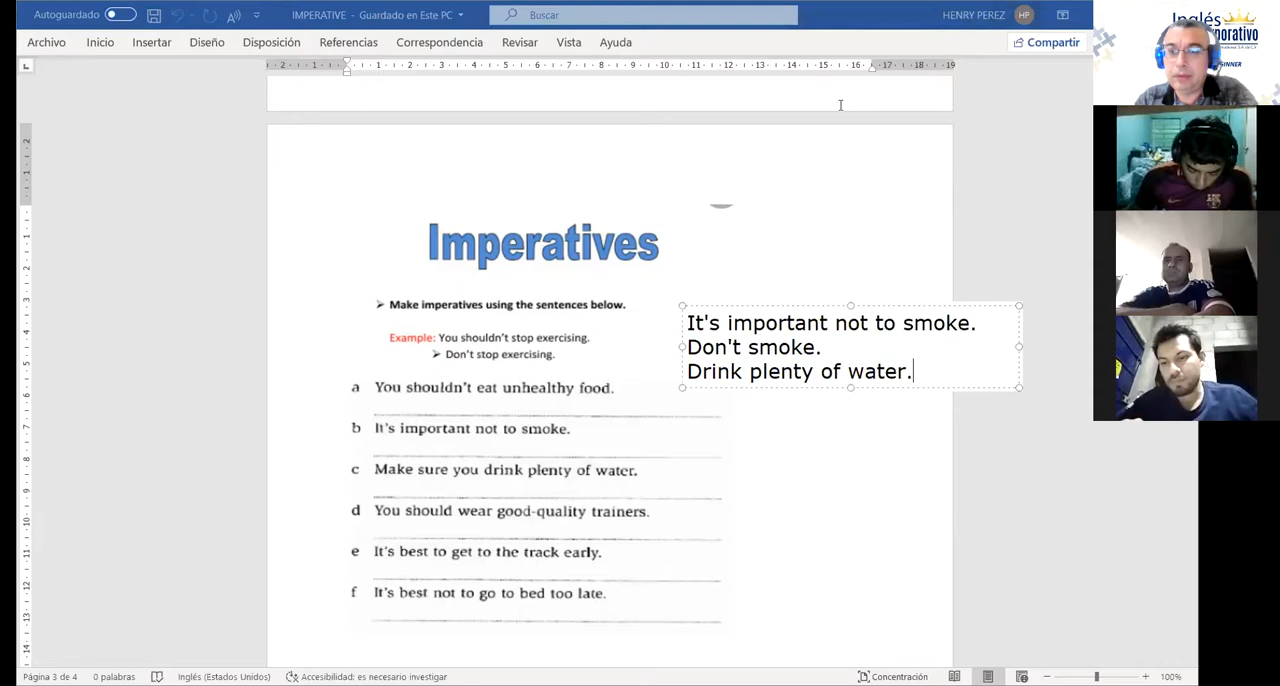 Autoguardado
IMPERATIVE - Guardado en Este PC
Buscar
HENRY PEREZ
HP
Archivo
Inicio
Insertar
Diseño
Disposición
Referencias
Correspondencia
Revisar
Vista
Ayuda
Compartir
Inglés
Imperatives
Make imperatives using the sentences below.
Example: You shouldn't stop exercising.
Don't stop exercising.
a You shouldn't eat unhealthy food.
b It's important not to smoke.
c Make sure you drink plenty of water.
d You should wear good-quality trainers.
e It's best to get to the track early.
f It's best not to go to bed too late.
It's important not to smoke.
Don't smoke.
Drink plenty of water.
Página 3 de 4
0 palabras
Inglés (Estados Unidos)
Accesibilidad: es necesario investigar
Concentración
100%